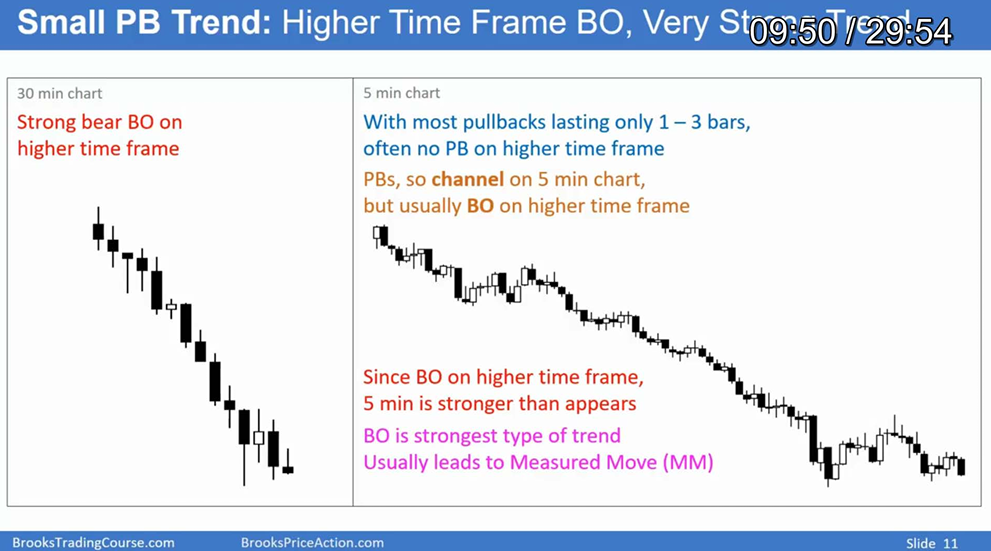 Small PB Trend: Higher Time Frame BO, Very Strong Trend
09:50 / 29:54
30 min chart
Strong bear BO on
higher time frame
5 min chart
With most pullbacks lasting only 1 – 3 bars,
often no PB on higher time frame
PBs, so channel on 5 min chart,
but usually BO on higher time frame
Since BO on higher time frame,
5 min is stronger than appears
BO is strongest type of trend
Usually leads to Measured Move (MM)
BrooksTradingCourse.com
BrooksPriceAction.com
Slide 11